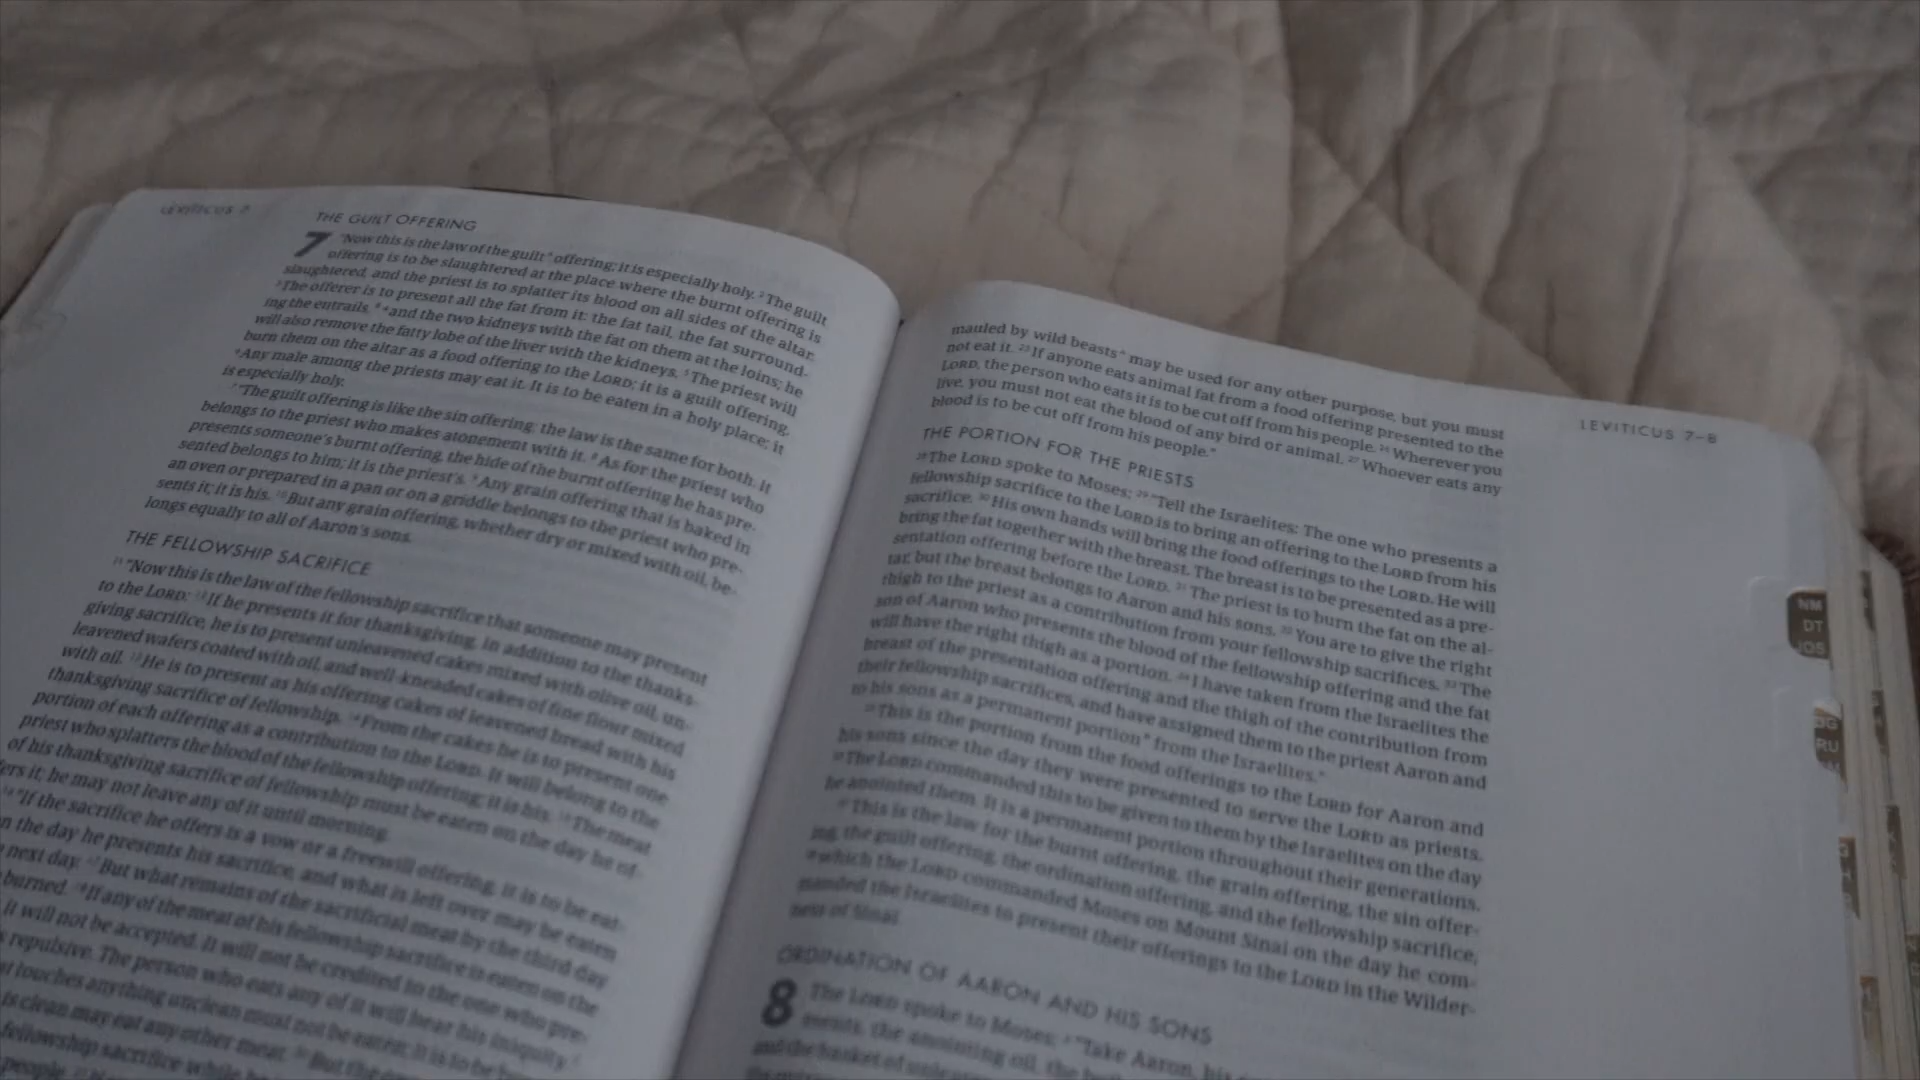 LEVITICUS 7
THE GUILT OFFERING
7 "Now this is the law of the guilt offering; it is especially holy. 2 The guilt
offering is to be slaughtered at the place where the burnt offering is
slaughtered, and the priest is to splatter its blood on all sides of the altar.
3 The offerer is to present all the fat from it: the fat tail, the fat surround-
ing the entrails, 4 and the two kidneys with the fat on them at the loins; he
will also remove the fatty lobe of the liver with the kidneys. 5 The priest will
burn them on the altar as a food offering to the LORD; it is a guilt offering.
6 Any male among the priests may eat it. It is to be eaten in a holy place; it
is especially holy.
7 "The guilt offering is like the sin offering; the law is the same for both. It
belongs to the priest who makes atonement with it. 8 As for the priest who
presents someone's burnt offering, the hide of the burnt offering he has pre-
sented belongs to him; it is the priest's. 9 Any grain offering that is baked in
an oven or prepared in a pan or on a griddle belongs to the priest who pre-
sents it; it is his. 10 But any grain offering, whether dry or mixed with oil, be-
longs equally to all of Aaron's sons.
THE FELLOWSHIP SACRIFICE
11 "Now this is the law of the fellowship sacrifice that someone may present
to the LORD: 12 If he presents it for thanksgiving, in addition to the thanks-
giving sacrifice, he is to present unleavened cakes mixed with olive oil, un-
leavened wafers coated with oil, and well-kneaded cakes of fine flour mixed
with oil. 13 He is to present as his offering cakes of leavened bread with his
thanksgiving sacrifice of fellowship. 14 From the cakes he is to present one
portion of each offering as a contribution to the LORD. It will belong to the
priest who splatters the blood of the fellowship offering; it is his. 15 The meat
of his thanksgiving sacrifice of fellowship must be eaten on the day he of-
fers it; he may not leave any of it until morning.
16 "If the sacrifice he offers is a vow or a freewill offering, it is to be eat-
n the day he presents his sacrifice, and what is left over may be eaten
next day. 17 But what remains of the sacrificial meat by the third day
burned. 18 If any of the meat of his fellowship sacrifice is eaten on the
it will not be accepted. It will not be credited to the one who pre-
repulsive. The person who eats any of it will bear his iniquity.
touches anything unclean must not be eaten; it is to be
is clean may eat any other meat. 20 But the
fellowship sacrifice while
people.
mauled by wild beasts may be used for any other purpose, but you must
not eat it. 25 If anyone eats animal fat from a food offering presented to the
LORD, the person who eats it is to be cut off from his people. 26 Wherever you
live, you must not eat the blood of any bird or animal. 27 Whoever eats any
blood is to be cut off from his people."
THE PORTION FOR THE PRIESTS
28 The LORD spoke to Moses: 29 "Tell the Israelites: The one who presents a
fellowship sacrifice to the LORD is to bring an offering to the LORD from his
sacrifice. 30 His own hands will bring the food offerings to the LORD. He will
bring the fat together with the breast. The breast is to be presented as a pre-
sentation offering before the LORD. 31 The priest is to burn the fat on the al-
tar, but the breast belongs to Aaron and his sons. 32 You are to give the right
thigh to the priest as a contribution from your fellowship sacrifices. 33 The
son of Aaron who presents the blood of the fellowship offering and the fat
will have the right thigh as a portion. 34 I have taken from the Israelites the
breast of the presentation offering and the thigh of the contribution from
their fellowship sacrifices, and have assigned them to the priest Aaron and
to his sons as a permanent portion from the Israelites."
35 This is the portion from the food offerings to the LORD for Aaron and
his sons since the day they were presented to serve the LORD as priests.
36 The LORD commanded this to be given to them by the Israelites on the day
he anointed them. It is a permanent portion throughout their generations.
37 This is the law for the burnt offering, the grain offering, the sin offer-
ing, the guilt offering, the ordination offering, and the fellowship sacrifice,
38 which the LORD commanded Moses on Mount Sinai on the day he com-
manded the Israelites to present their offerings to the LORD in the Wilder-
ness of Sinai.
ORDINATION OF AARON AND HIS SONS
8 The LORD spoke to Moses: 2 "Take Aaron, his
ments, the anointing oil, the
and the basket of
LEVITICUS 7–8
NM
DT
JOS
JG
RU